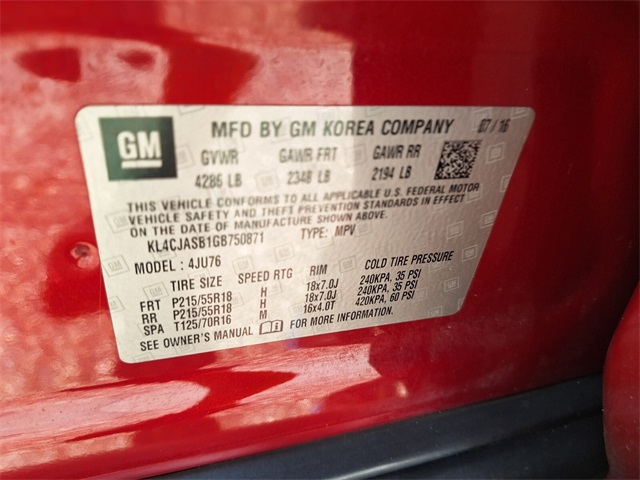 GM
MFD BY GM KOREA COMPANY 07/16
GVWR GAWR FRT GAWR RR
4286 LB 2348 LB 2194 LB
THIS VEHICLE CONFORMS TO ALL APPLICABLE U.S. FEDERAL MOTOR
VEHICLE SAFETY AND THEFT PREVENTION STANDARDS IN EFFECT
ON THE DATE OF MANUFACTURE SHOWN ABOVE.
KL4CJASB1GB750871 TYPE: MPV
MODEL: 4JU76
TIRE SIZE SPEED RTG RIM COLD TIRE PRESSURE
FRT P215/55R18 H 18x7.0J 240KPA, 35 PSI
RR P215/55R18 H 18x7.0J 240KPA, 35 PSI
SPA T125/70R16 M 16x4.0T 420KPA, 60 PSI
SEE OWNER'S MANUAL FOR MORE INFORMATION.